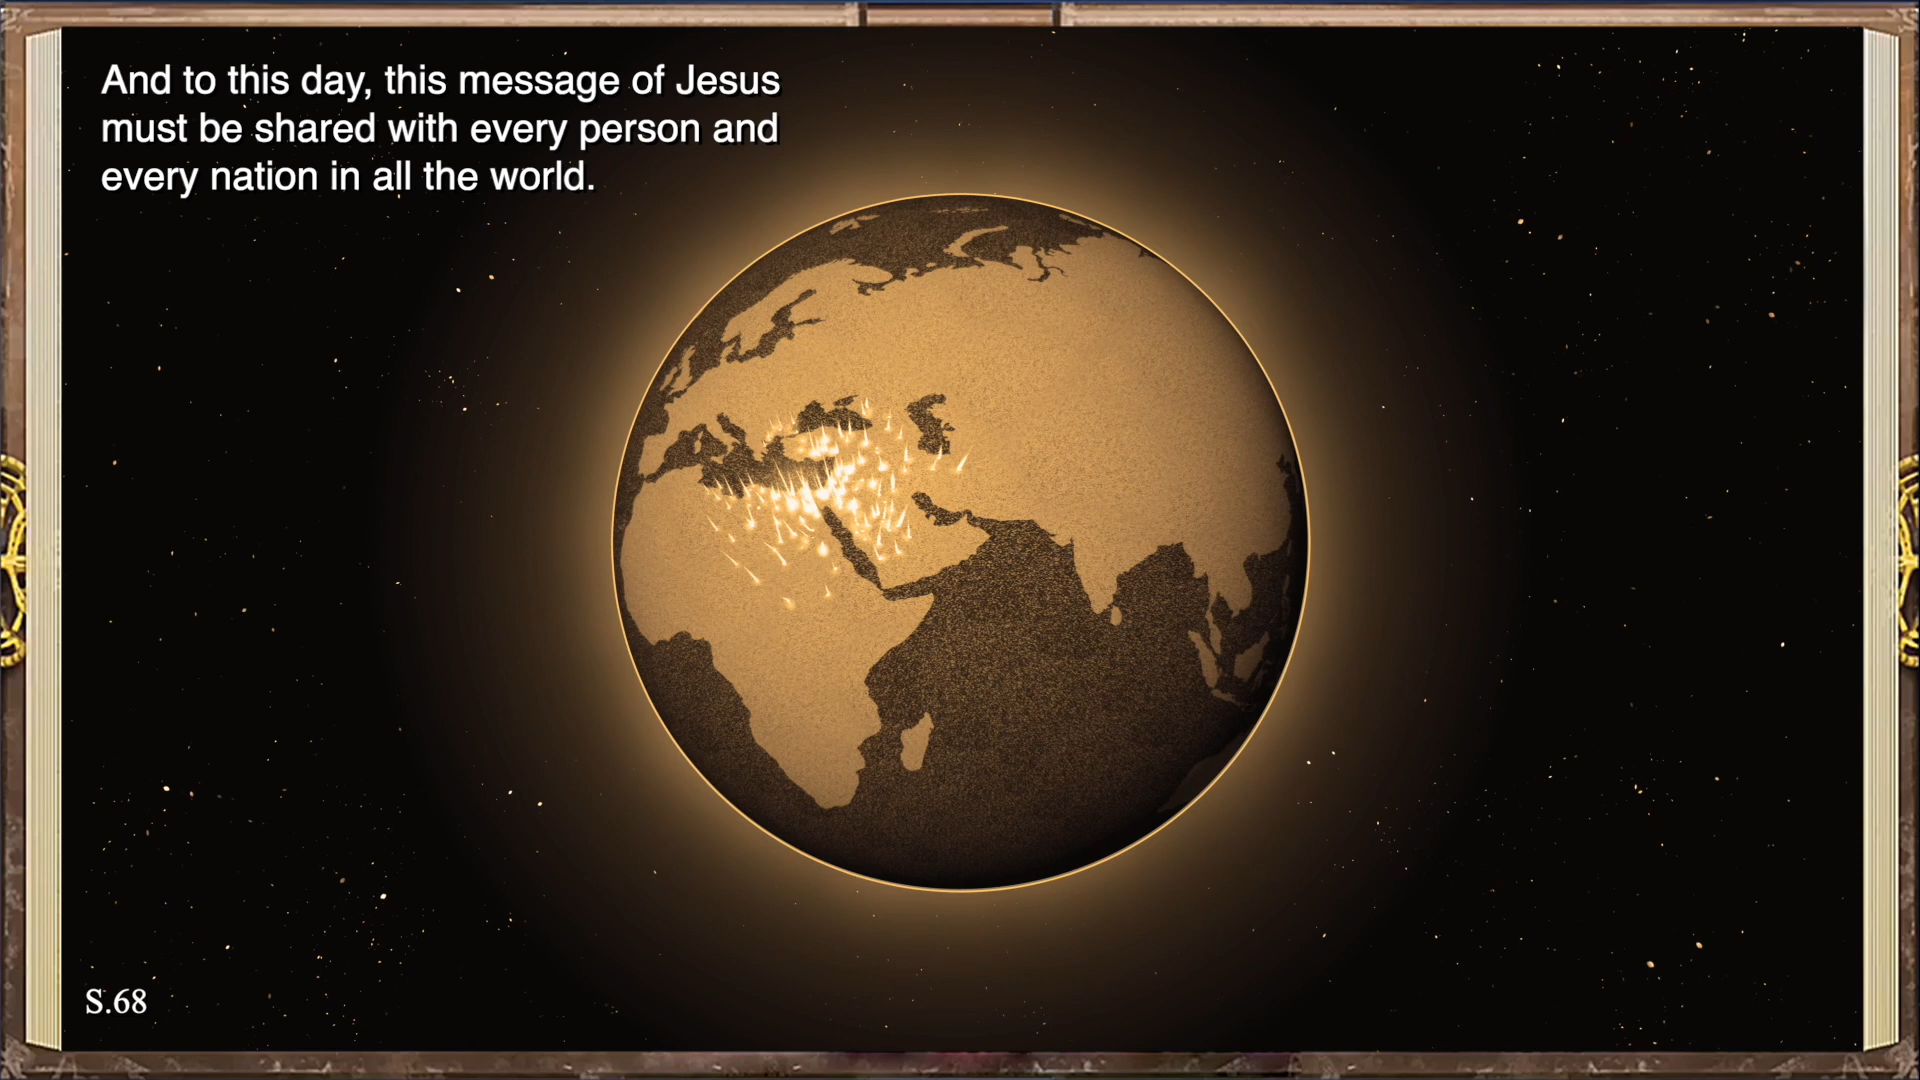 And to this day, this message of Jesus
must be shared with every person and
every nation in all the world.
S.68